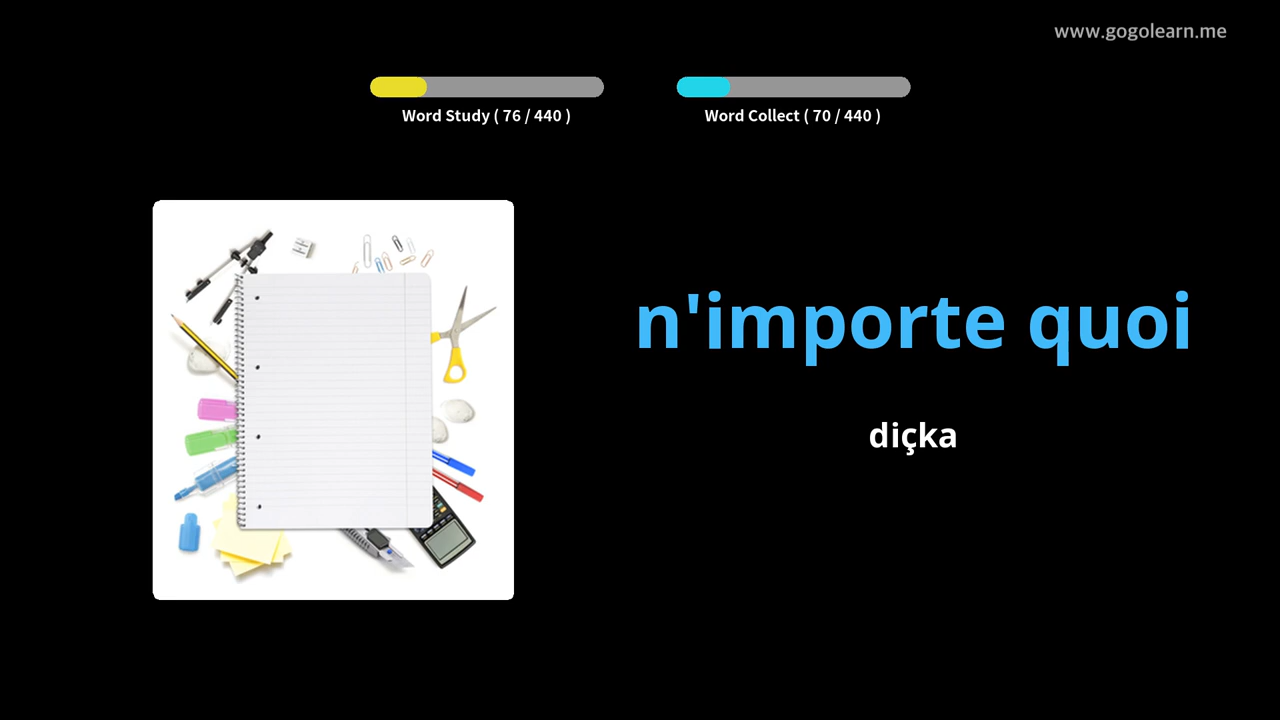 www.gogolearn.me
Word Study ( 76 / 440 )
Word Collect ( 70 / 440 )
n'importe quoi
diçka